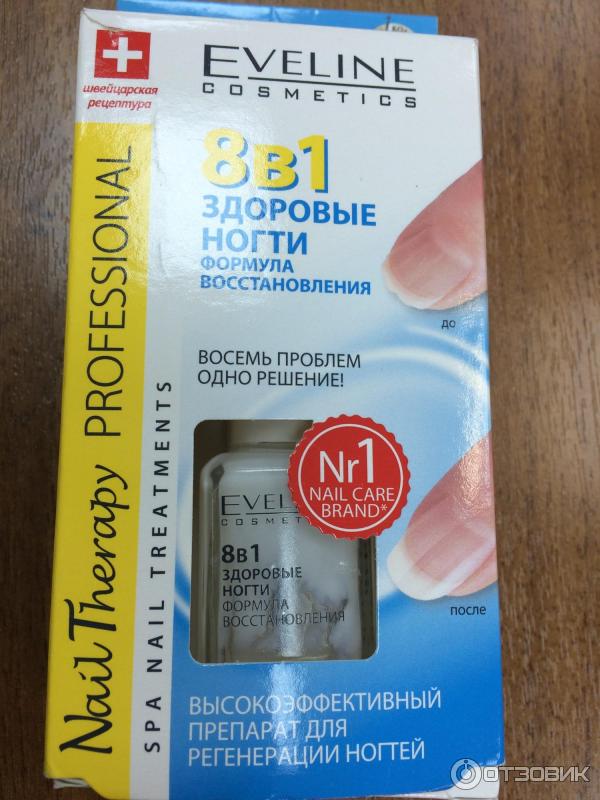 швейцарская
рецептура
EVELINE
COSMETICS
8в1
ЗДОРОВЫЕ
НОГТИ
ФОРМУЛА
ВОССТАНОВЛЕНИЯ
до
ВОСЕМЬ ПРОБЛЕМ
ОДНО РЕШЕНИЕ!
Nail Therapy PROFESSIONAL
SPA NAIL TREATMENTS
Nr1
NAIL CARE
BRAND*
EVELINE
COSMETICS
8в1
ЗДОРОВЫЕ
НОГТИ
ФОРМУЛА
ВОССТАНОВЛЕНИЯ
после
ВЫСОКОЭФФЕКТИВНЫЙ
ПРЕПАРАТ ДЛЯ
РЕГЕНЕРАЦИИ НОГТЕЙ
ОТЗОВИК